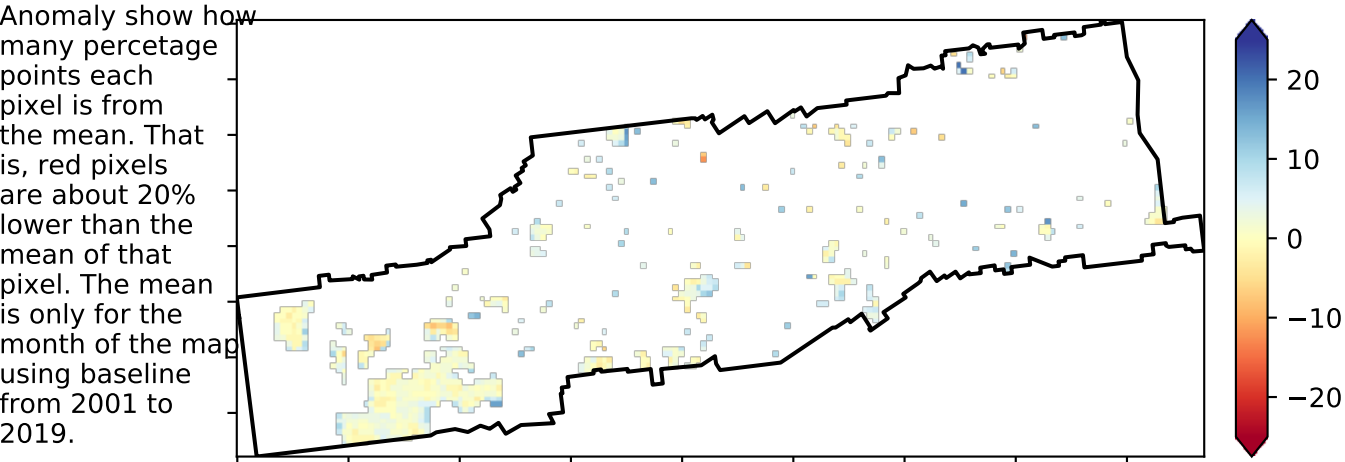 Anomaly show how
many percetage
points each
pixel is from
the mean. That
is, red pixels
are about 20%
lower than the
mean of that
pixel. The mean
is only for the
month of the map
using baseline
from 2001 to
2019.
20
10
0
−10
−20